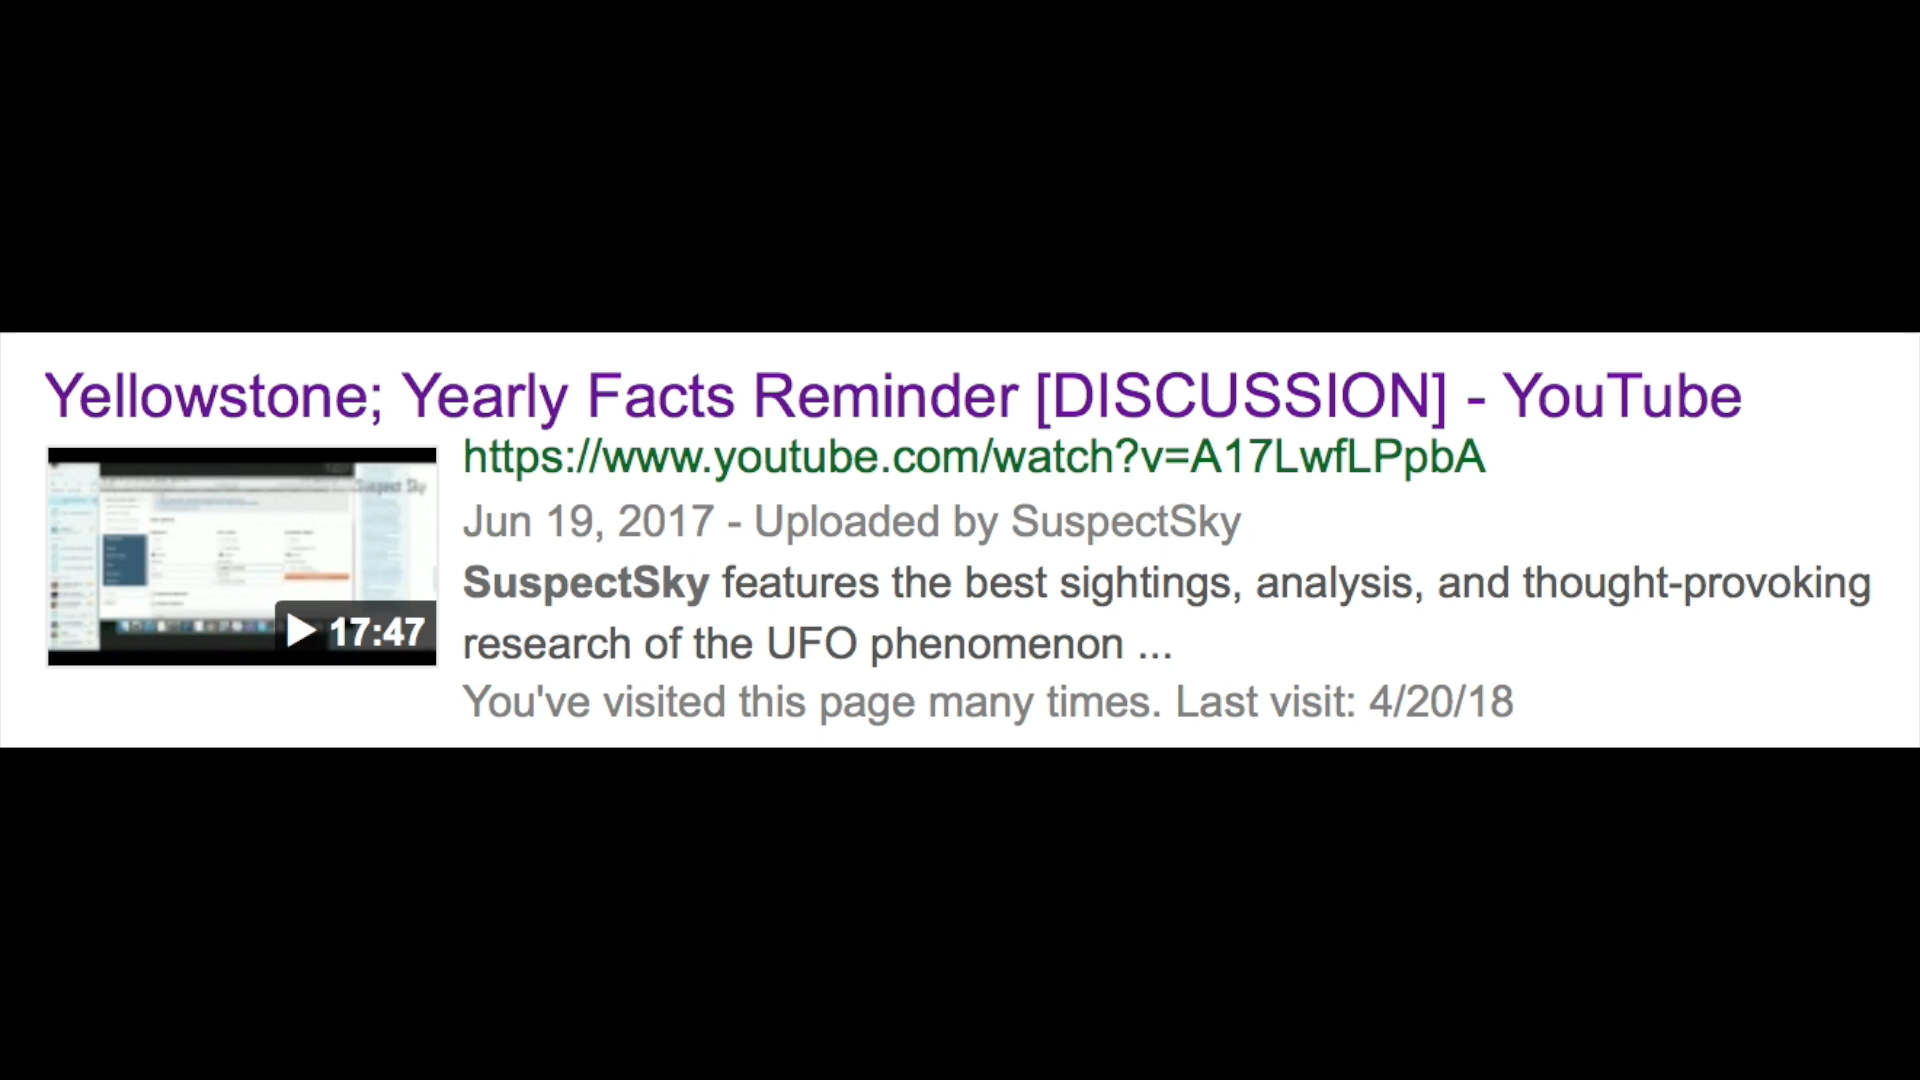 Yellowstone; Yearly Facts Reminder [DISCUSSION] - YouTube
https://www.youtube.com/watch?v=A17LwfLPpbA
Jun 19, 2017 - Uploaded by SuspectSky
SuspectSky features the best sightings, analysis, and thought-provoking
research of the UFO phenomenon ...
You've visited this page many times. Last visit: 4/20/18
Suspect Sky
17:47